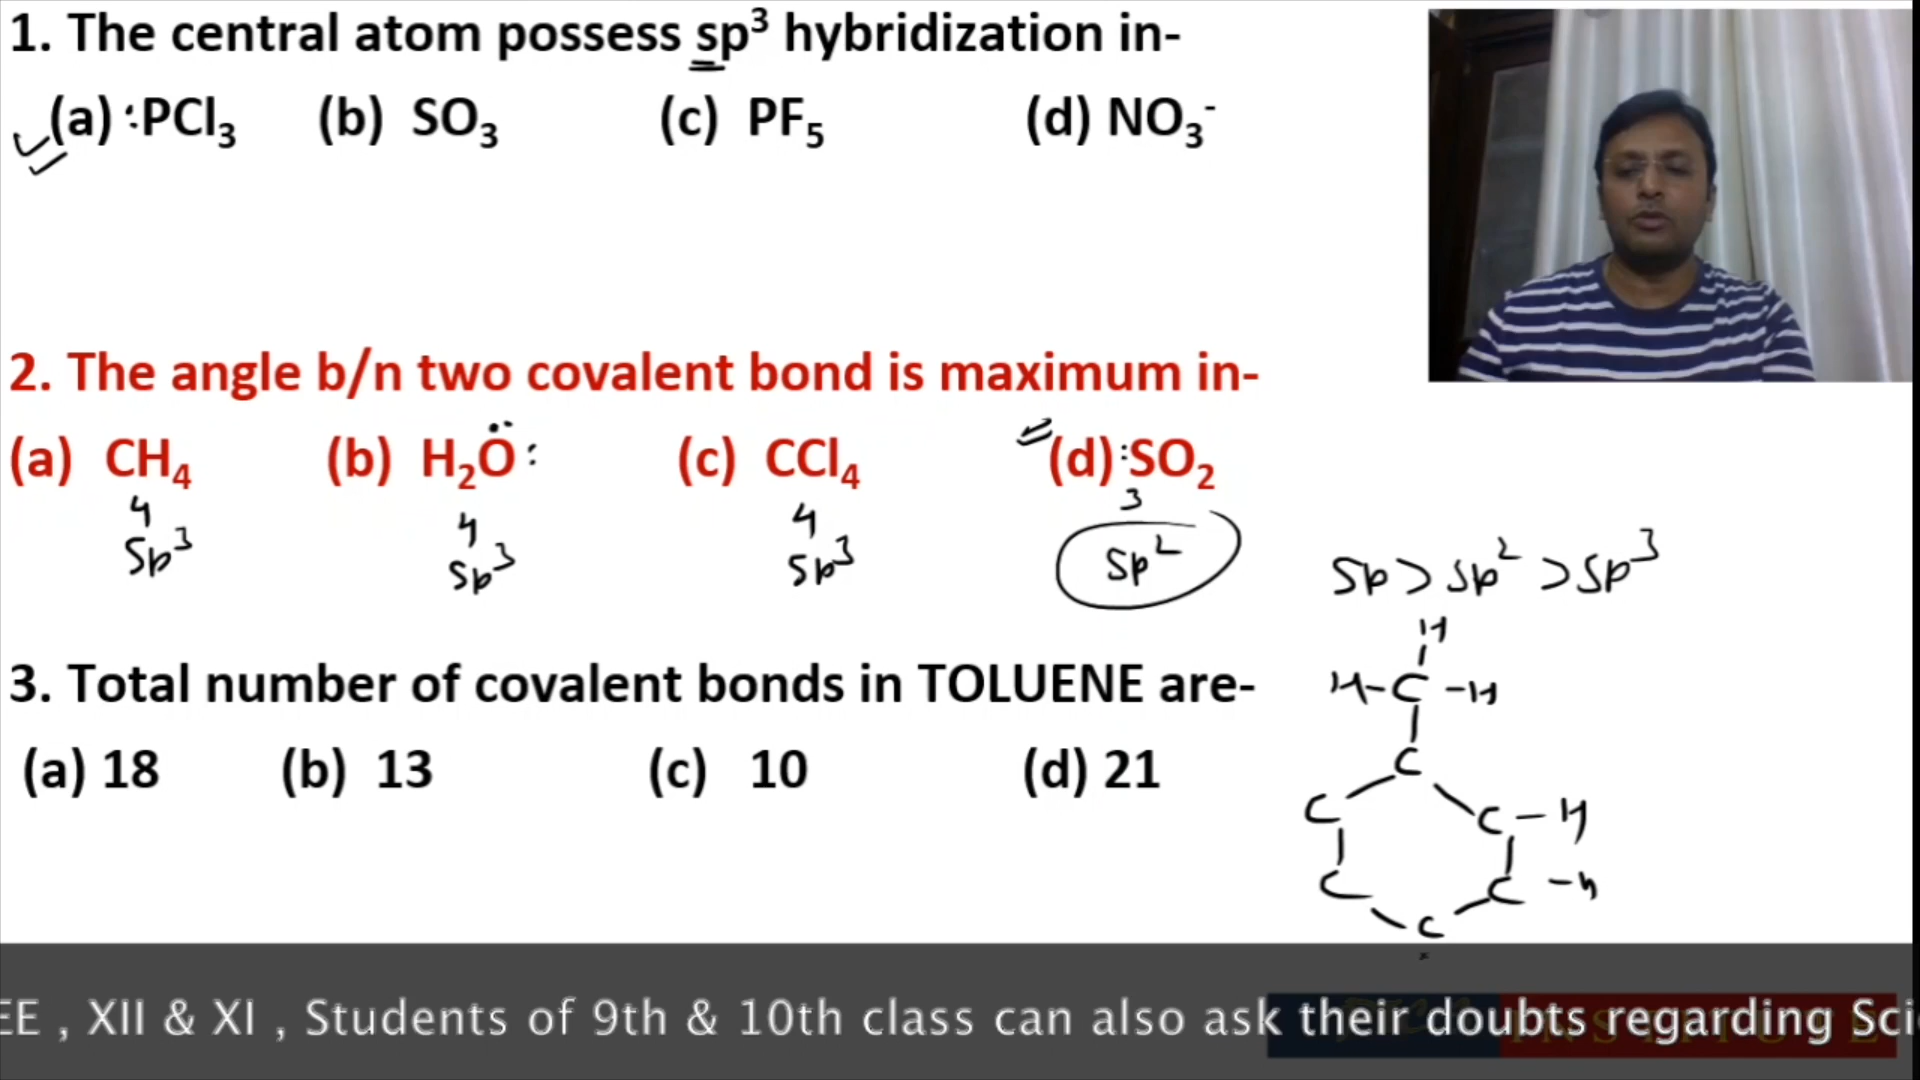 1. The central atom possess sp³ hybridization in-
(a) :PCl₃ (b) SO₃ (c) PF₅ (d) NO₃⁻
2. The angle b/n two covalent bond is maximum in-
(a) CH₄ (b) H₂Ö: (c) CCl₄ (d) :SO₂
4 4 4 3
sp³ sp³ sp³ sp²
sp > sp² > sp³
H
H-C-H
3. Total number of covalent bonds in TOLUENE are-
(a) 18 (b) 13 (c) 10 (d) 21
C
C C-H
C C-H
C
EE , XII & XI , Students of 9th & 10th class can also ask their doubts regarding Sci